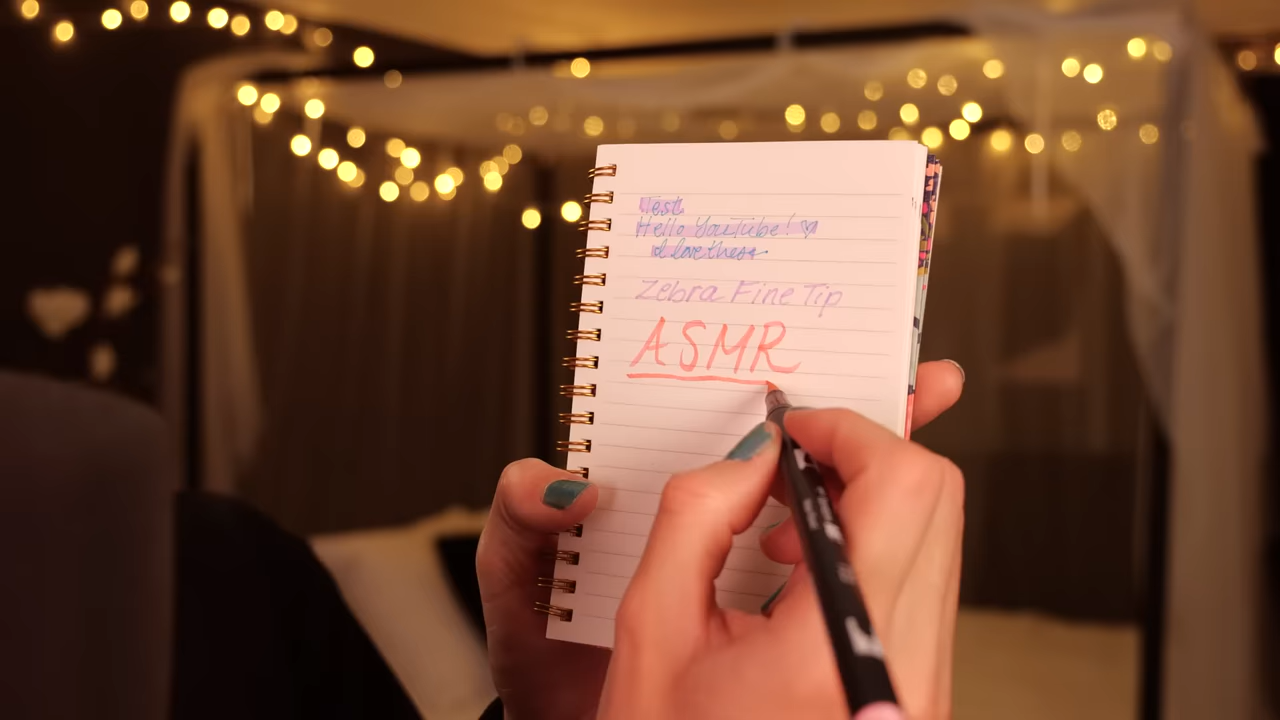 Test
Hello YouTube! ♡
I love these
Zebra Fine Tip
ASMR